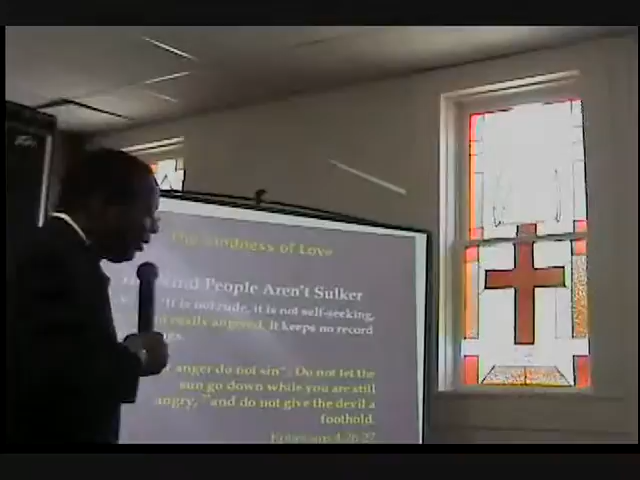 The Kindness of Love
People Aren't Sulker
"It is not rude, it is not self-seeking,
easily angered, it keeps no record
anger do not sin". Do not let the
sun go down while you are still
angry, "and do not give the devil a
foothold.
Ephesians 4:26-27